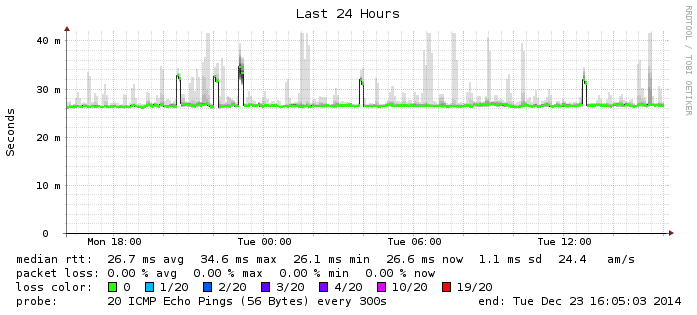 Last 24 Hours
RRDTOOL / TOBI OETIKER
Seconds
40 m
30 m
20 m
10 m
0
Mon 18:00 Tue 00:00 Tue 06:00 Tue 12:00
median rtt: 26.7 ms avg 34.6 ms max 26.1 ms min 26.6 ms now 1.1 ms sd 24.4 am/s
packet loss: 0.00 % avg 0.00 % max 0.00 % min 0.00 % now
loss color: 0 1/20 2/20 3/20 4/20 10/20 19/20
probe: 20 ICMP Echo Pings (56 Bytes) every 300s end: Tue Dec 23 16:05:03 2014